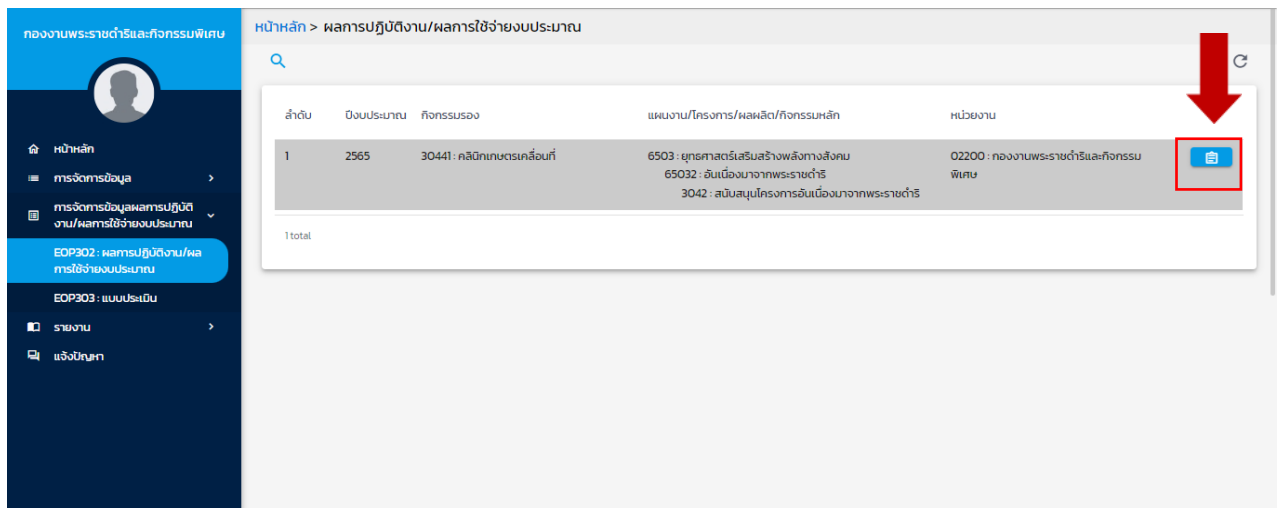 กองงานพระราชดำริและกิจกรรมพิเศษ
หน้าหลัก
การจัดการข้อมูล
การจัดการข้อมูลผลการปฏิบัติ
งาน/ผลการใช้จ่ายงบประมาณ
EOP302 : ผลการปฏิบัติงาน/ผล
การใช้จ่ายงบประมาณ
EOP303 : แบบประเมิน
รายงาน
แจ้งปัญหา
หน้าหลัก > ผลการปฏิบัติงาน/ผลการใช้จ่ายงบประมาณ
ลำดับ ปีงบประมาณ กิจกรรมรอง แผนงาน/โครงการ/ผลผลิต/กิจกรรมหลัก หน่วยงาน
1 2565 30441 : คลินิกเกษตรเคลื่อนที่ 6503 : ยุทธศาสตร์เสริมสร้างพลังทางสังคม 02200 : กองงานพระราชดำริและกิจกรรม
65032 : อันเนื่องมาจากพระราชดำริ พิเศษ
3042 : สนับสนุนโครงการอันเนื่องมาจากพระราชดำริ
1 total